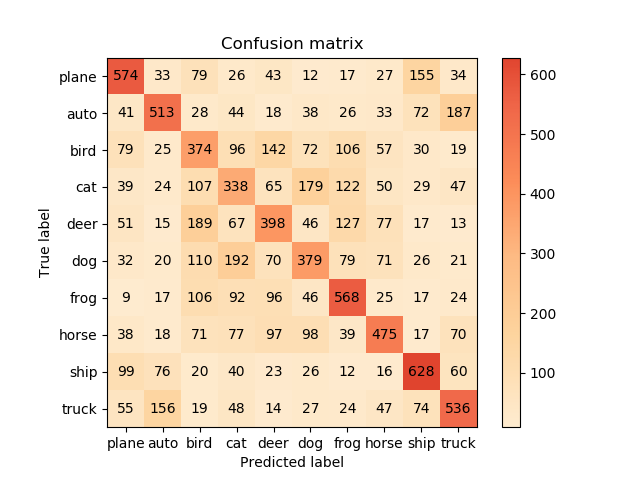 Confusion matrix
plane 574 33 79 26 43 12 17 27 155 34
auto 41 513 28 44 18 38 26 33 72 187
bird 79 25 374 96 142 72 106 57 30 19
cat 39 24 107 338 65 179 122 50 29 47
deer 51 15 189 67 398 46 127 77 17 13
dog 32 20 110 192 70 379 79 71 26 21
frog 9 17 106 92 96 46 568 25 17 24
horse 38 18 71 77 97 98 39 475 17 70
ship 99 76 20 40 23 26 12 16 628 60
truck 55 156 19 48 14 27 24 47 74 536
plane auto bird cat deer dog frog horse ship truck
Predicted label
True label
600
500
400
300
200
100